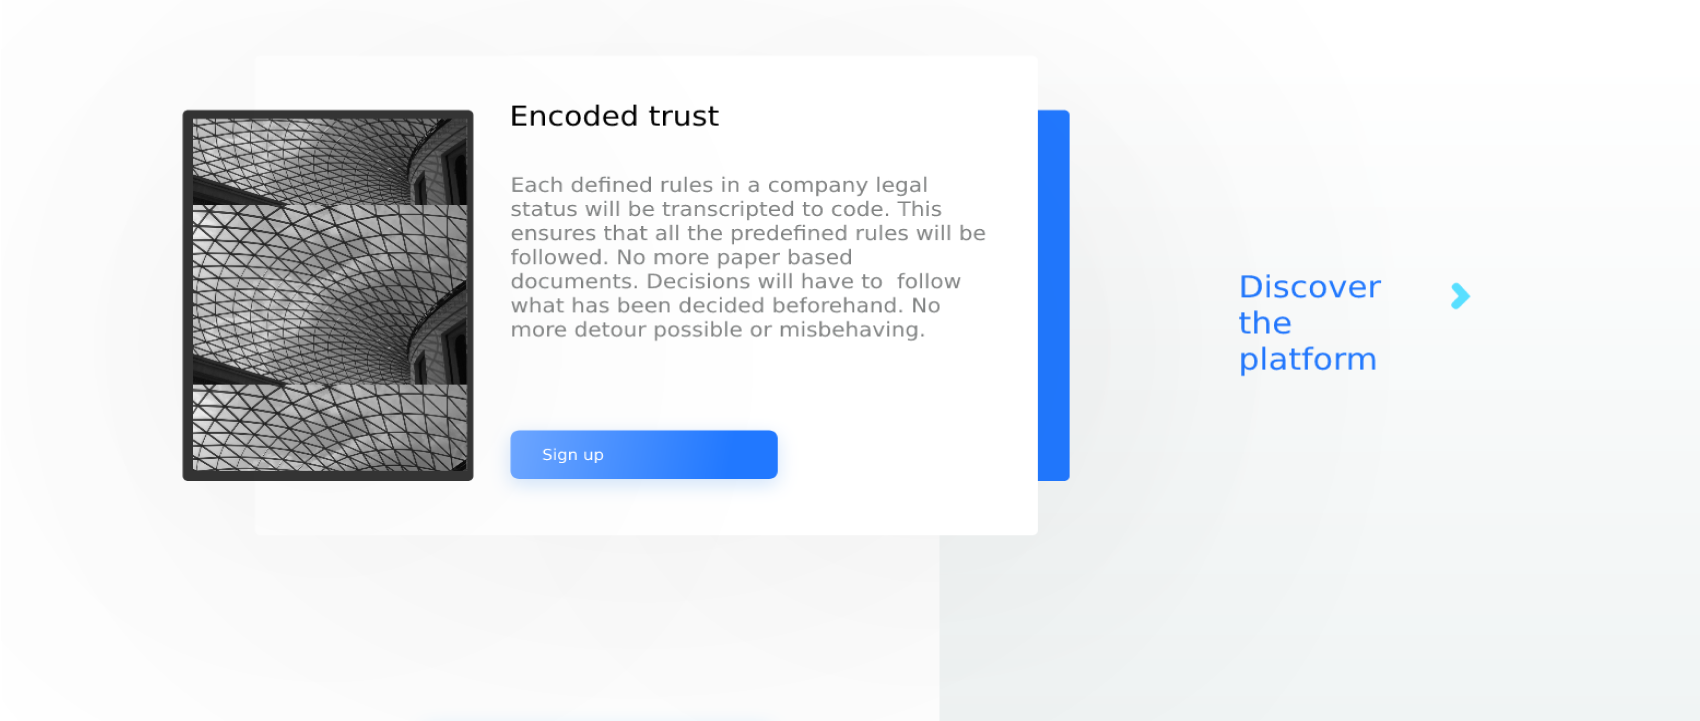 Encoded trust
Each defined rules in a company legal
status will be transcripted to code. This
ensures that all the predefined rules will be
followed. No more paper based
documents. Decisions will have to  follow
what has been decided beforehand. No
more detour possible or misbehaving.
Sign up
Discover
the
platform